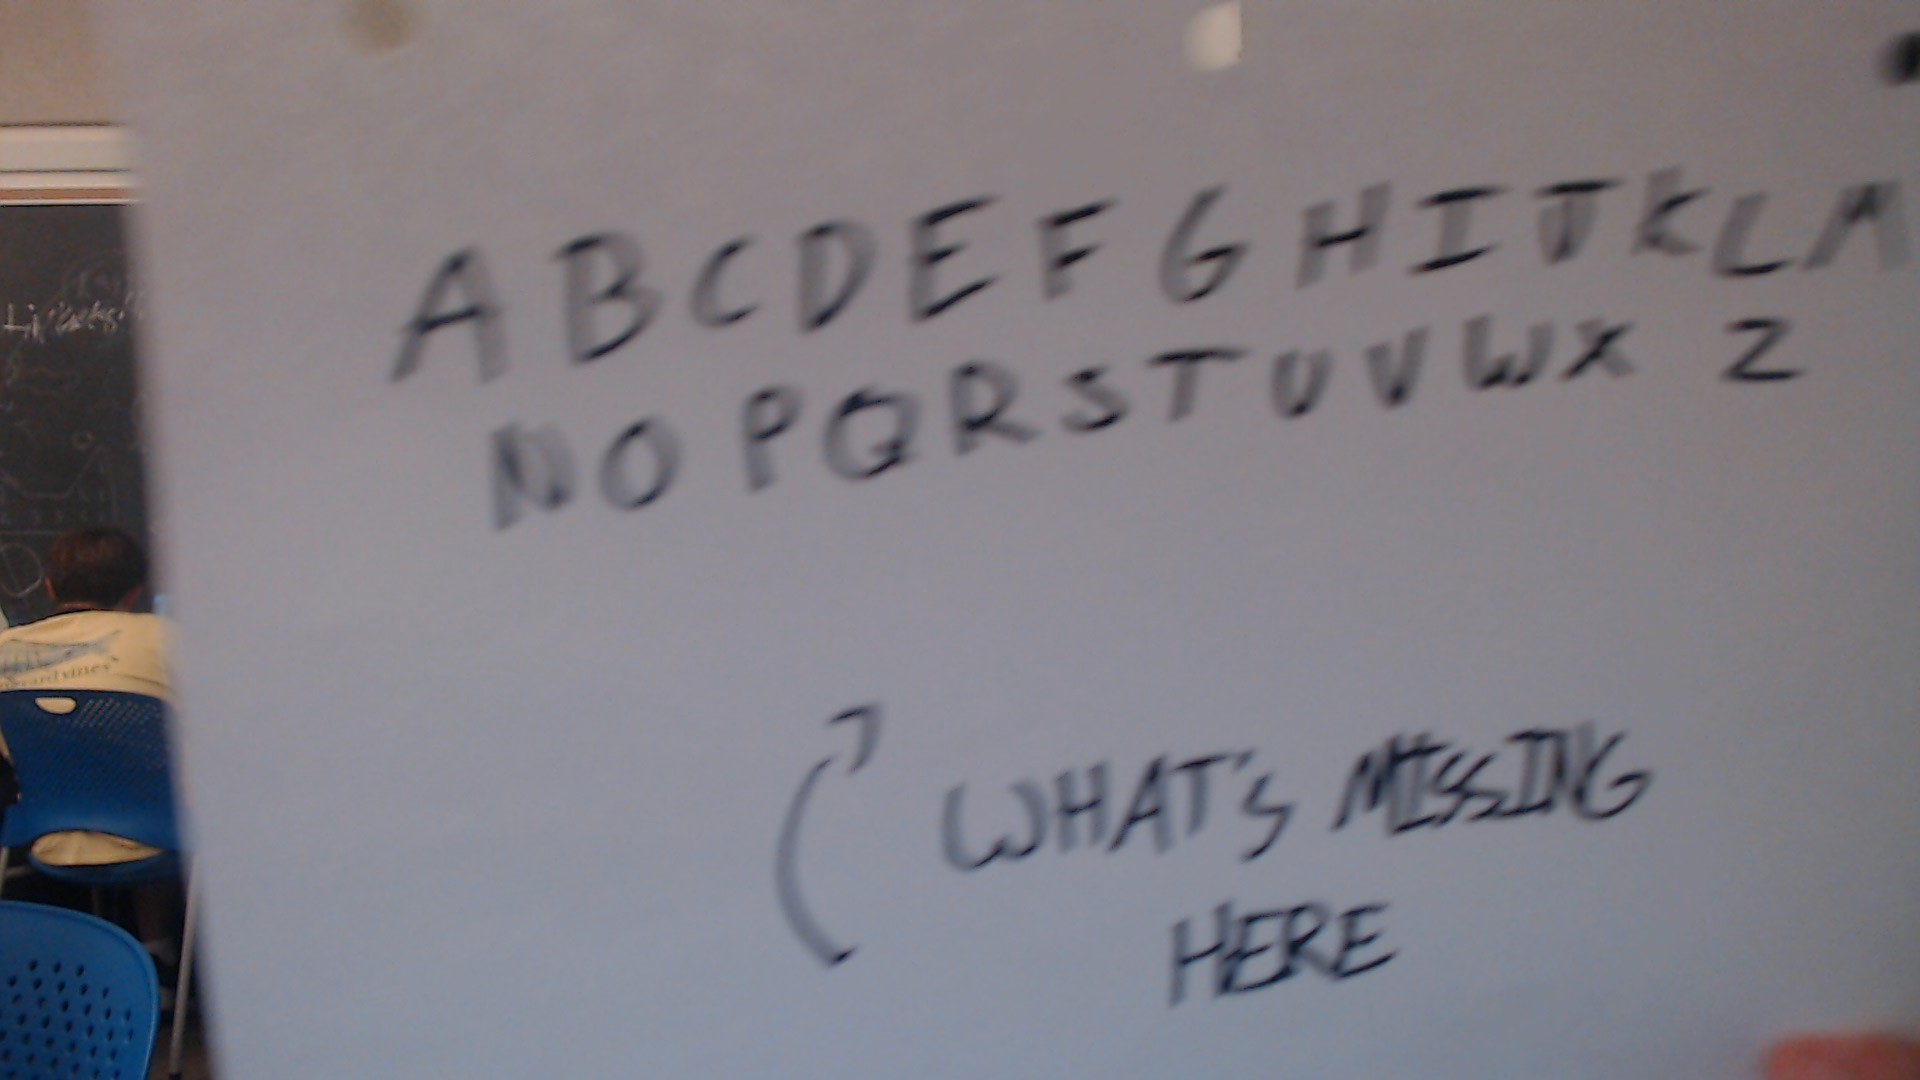 A B C D E F G H I J K L M
N O P Q R S T U V W X Z
WHAT'S MISSING
HERE